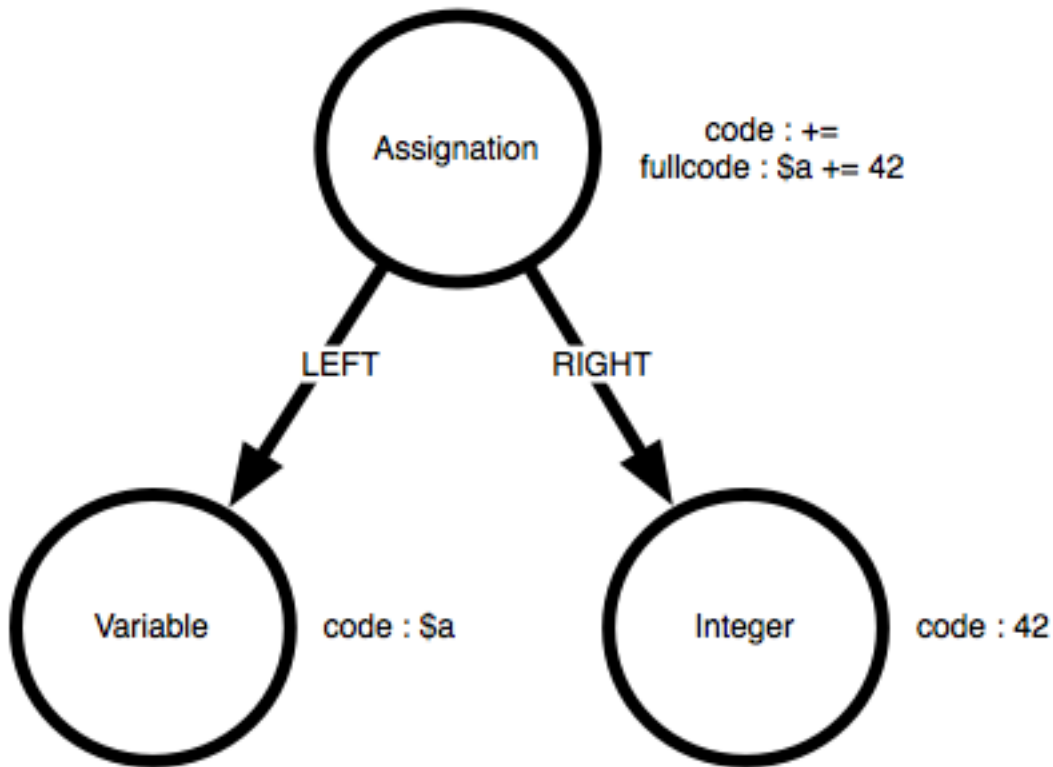 Assignation
code : +=
fullcode : $a += 42
LEFT
RIGHT
Variable
code : $a
Integer
code : 42